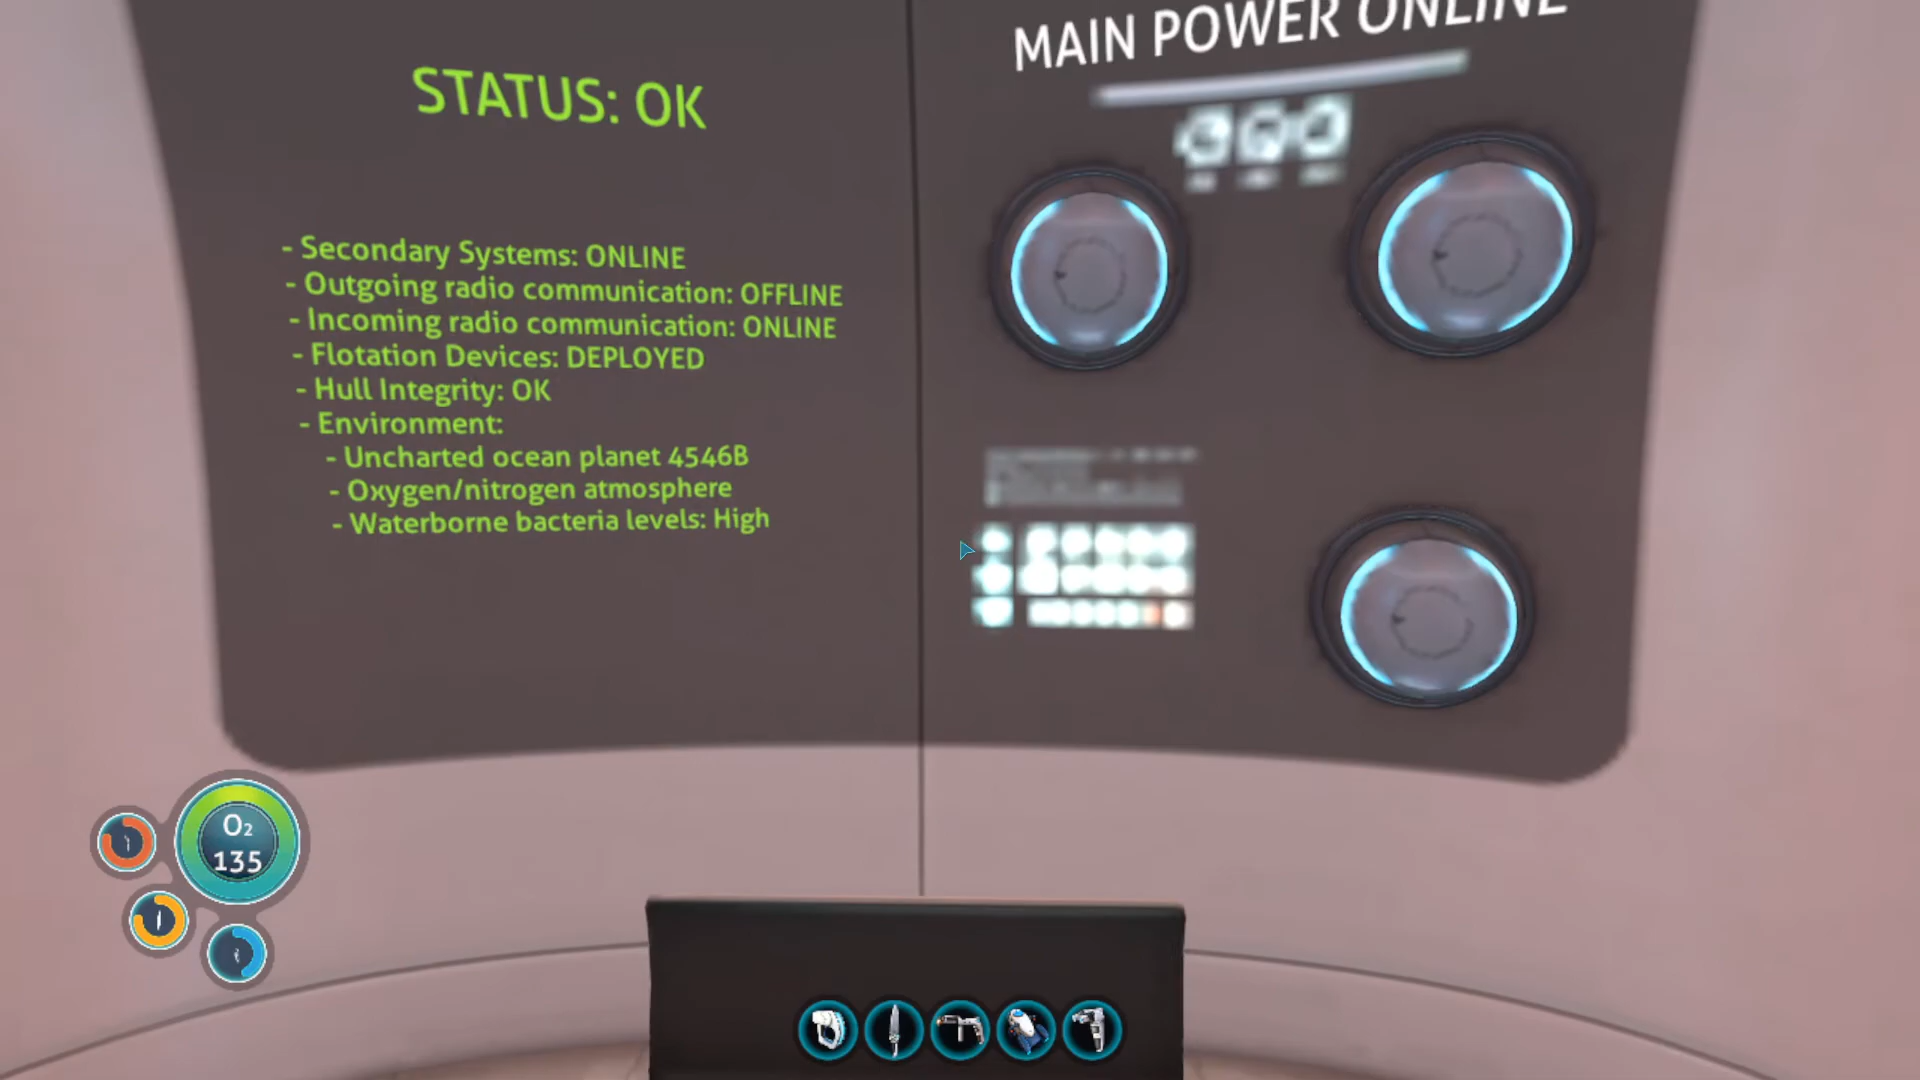 STATUS: OK
- Secondary Systems: ONLINE
- Outgoing radio communication: OFFLINE
- Incoming radio communication: ONLINE
- Flotation Devices: DEPLOYED
- Hull Integrity: OK
- Environment:
- Uncharted ocean planet 4546B
- Oxygen/nitrogen atmosphere
- Waterborne bacteria levels: High
MAIN POWER ONLINE
O₂
135